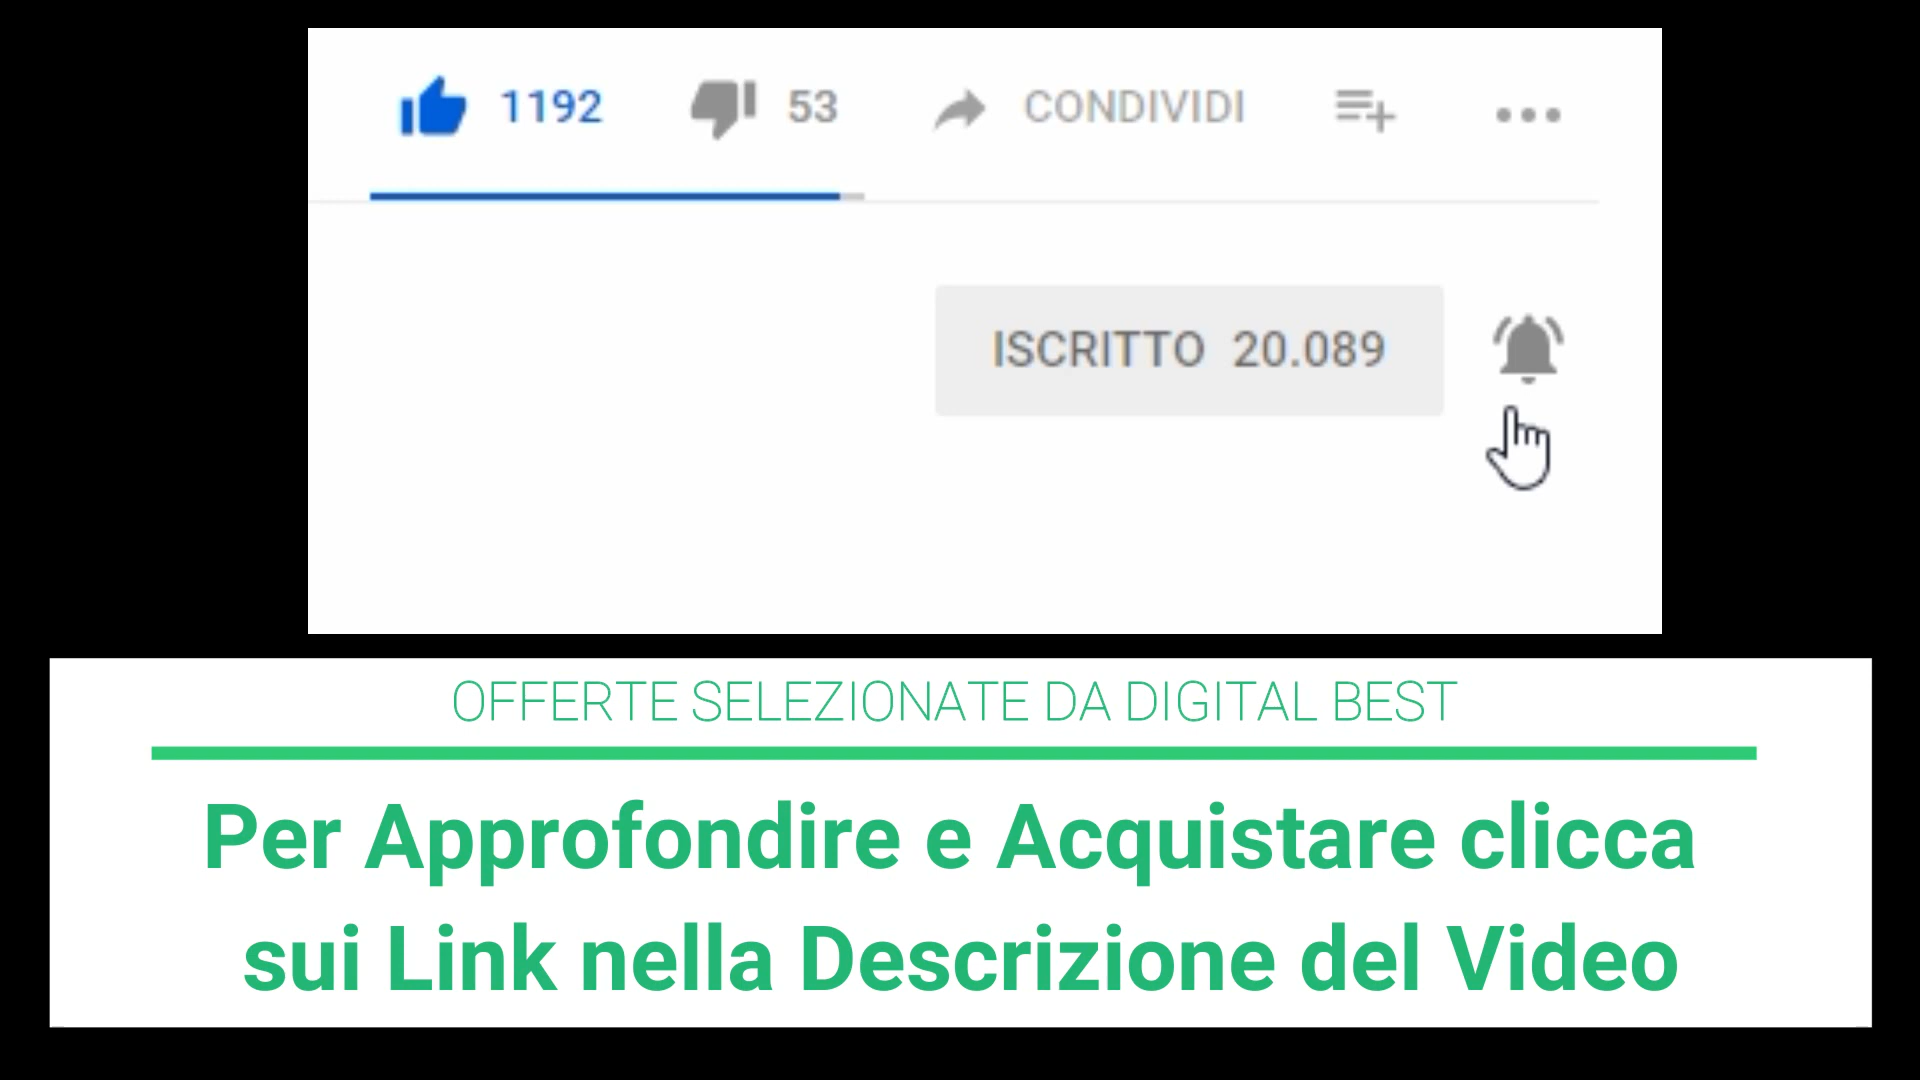 1192 53 CONDIVIDI
ISCRITTO 20.089
OFFERTE SELEZIONATE DA DIGITAL BEST
Per Approfondire e Acquistare clicca
sui Link nella Descrizione del Video